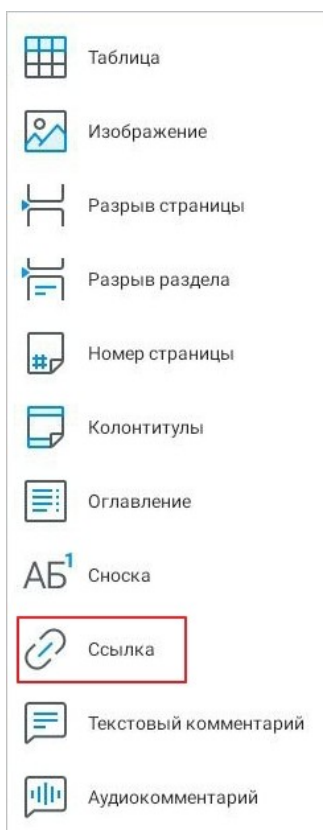 Таблица
Изображение
Разрыв страницы
Разрыв раздела
Номер страницы
Колонтитулы
Оглавление
АБ¹ Сноска
Ссылка
Текстовый комментарий
Аудиокомментарий